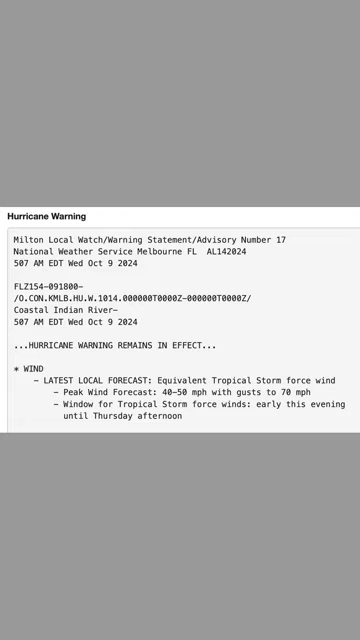 Hurricane Warning
Milton Local Watch/Warning Statement/Advisory Number 17
National Weather Service Melbourne FL  AL142024
507 AM EDT Wed Oct 9 2024
FLZ154-091800-
/O.CON.KMLB.HU.W.1014.000000T0000Z-000000T0000Z/
Coastal Indian River-
507 AM EDT Wed Oct 9 2024
...HURRICANE WARNING REMAINS IN EFFECT...
* WIND
- LATEST LOCAL FORECAST: Equivalent Tropical Storm force wind
- Peak Wind Forecast: 40-50 mph with gusts to 70 mph
- Window for Tropical Storm force winds: early this evening
until Thursday afternoon